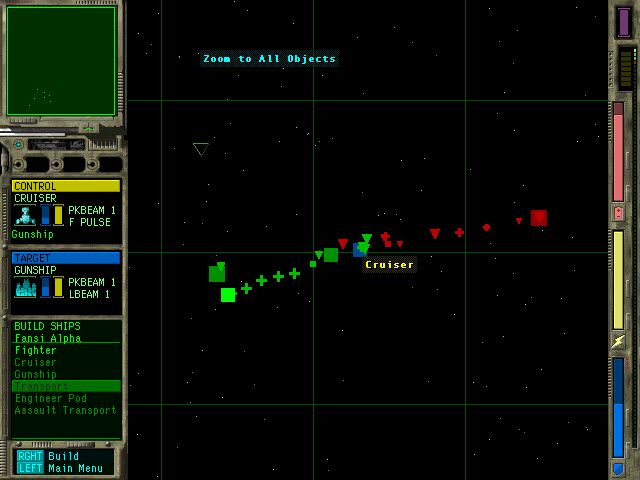 Zoom to All Objects
CONTROL
CRUISER
PKBEAM 1
F PULSE
Gunship
Cruiser
TARGET
GUNSHIP
PKBEAM 1
LBEAM 1
BUILD SHIPS
Fansi Alpha
Fighter
Cruiser
Gunship
Transport
Engineer Pod
Assault Transport
RGHT Build
LEFT Main Menu